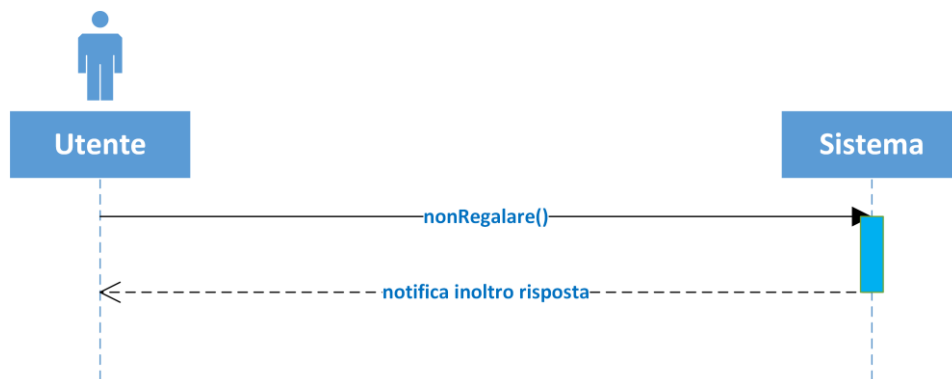 Utente
Sistema
nonRegalare()
notifica inoltro risposta